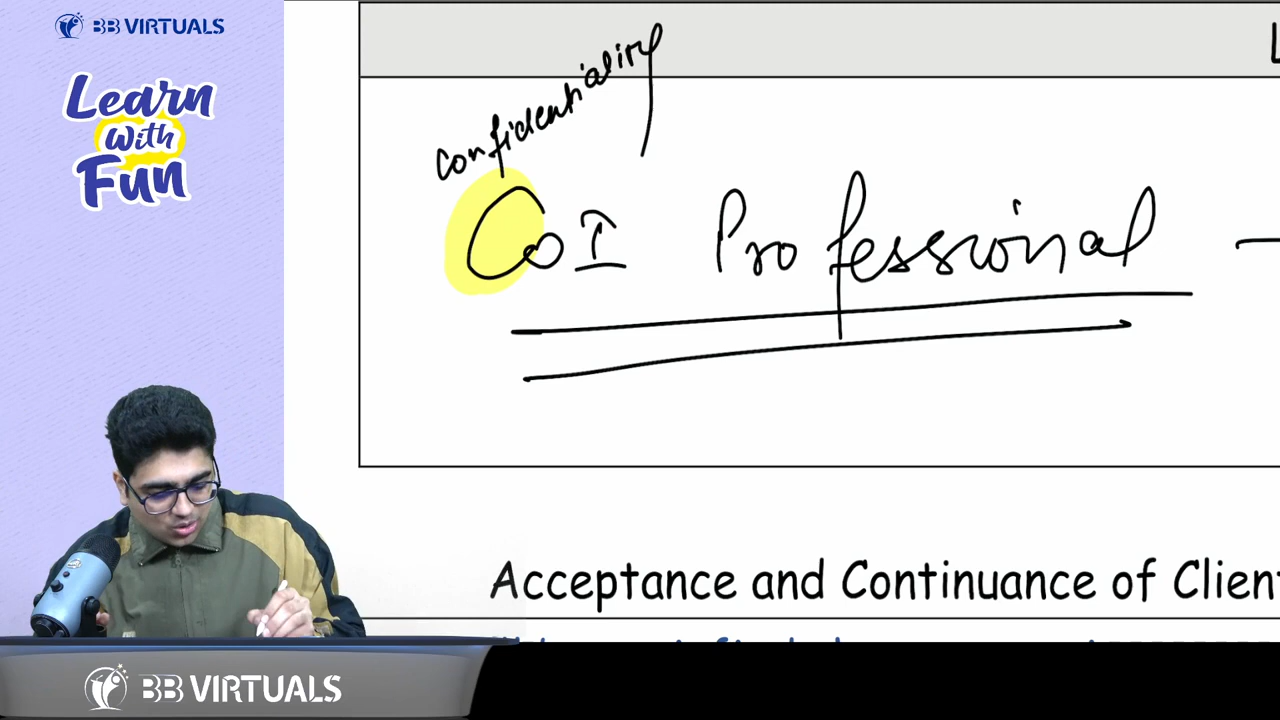 BB VIRTUALS
Learn
with
Fun
confidentiality
CoI Professional
Acceptance and Continuance of Client
BB VIRTUALS